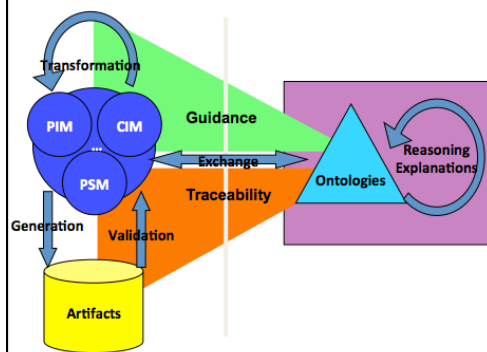 Transformation
PIM
CIM
...
PSM
Guidance
Exchange
Traceability
Ontologies
Reasoning
Explanations
Generation
Validation
Artifacts